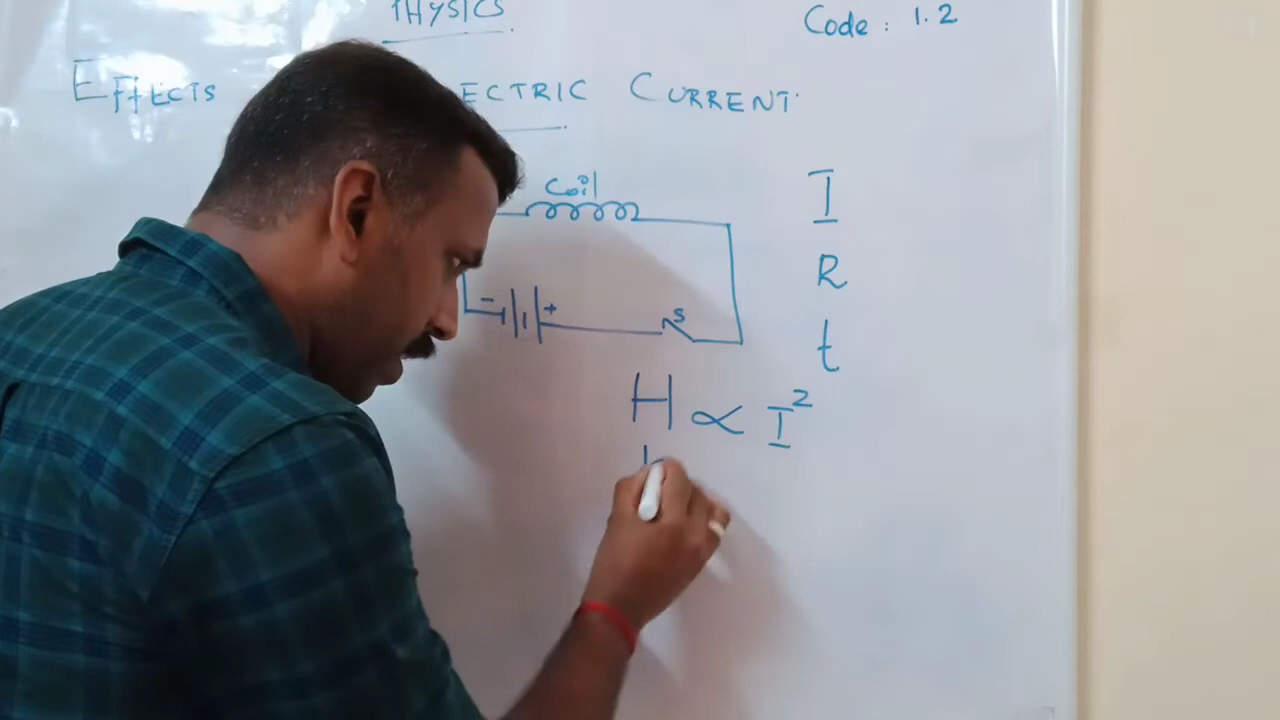 PHYSICS
Code : 1.2
EFFECTS ECTRIC CURRENT
Coil
I
- +
S
R
t
H ∝ I²